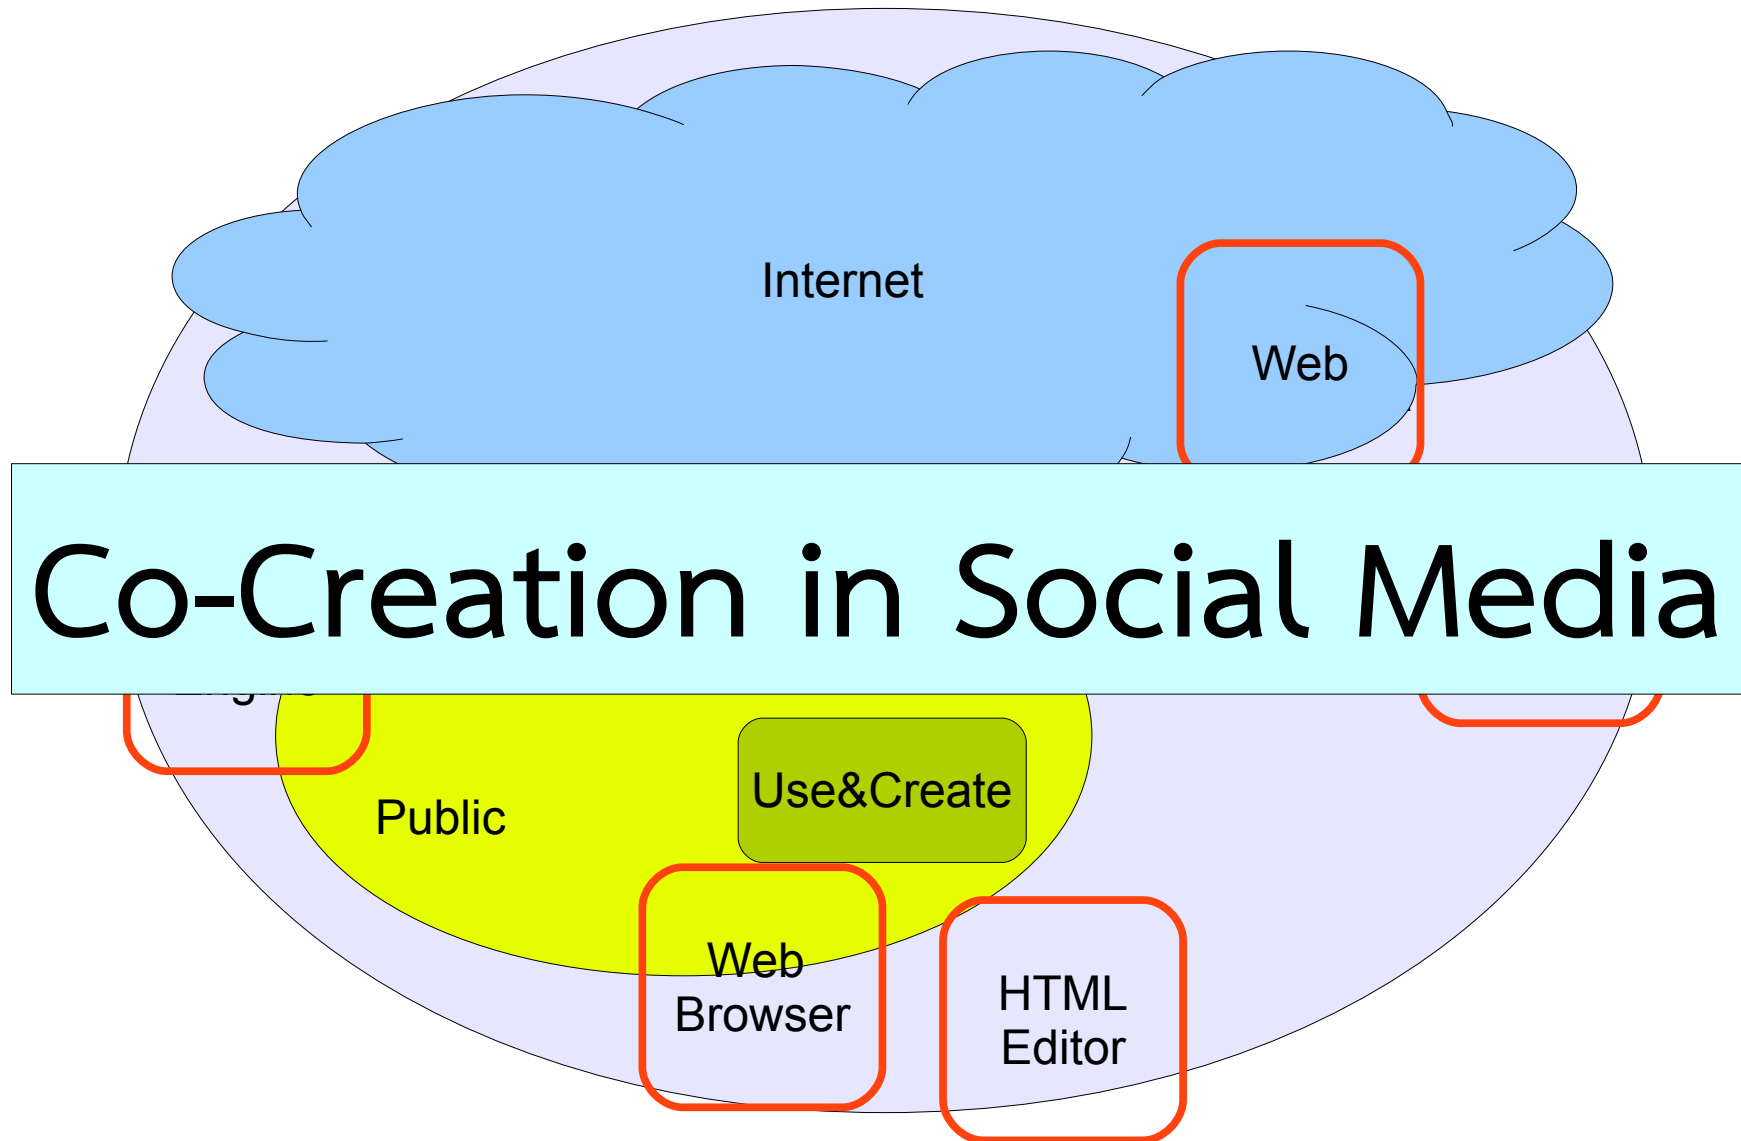 Internet
Web
Co-Creation in Social Media
Use&Create
Public
Web
Browser
HTML
Editor